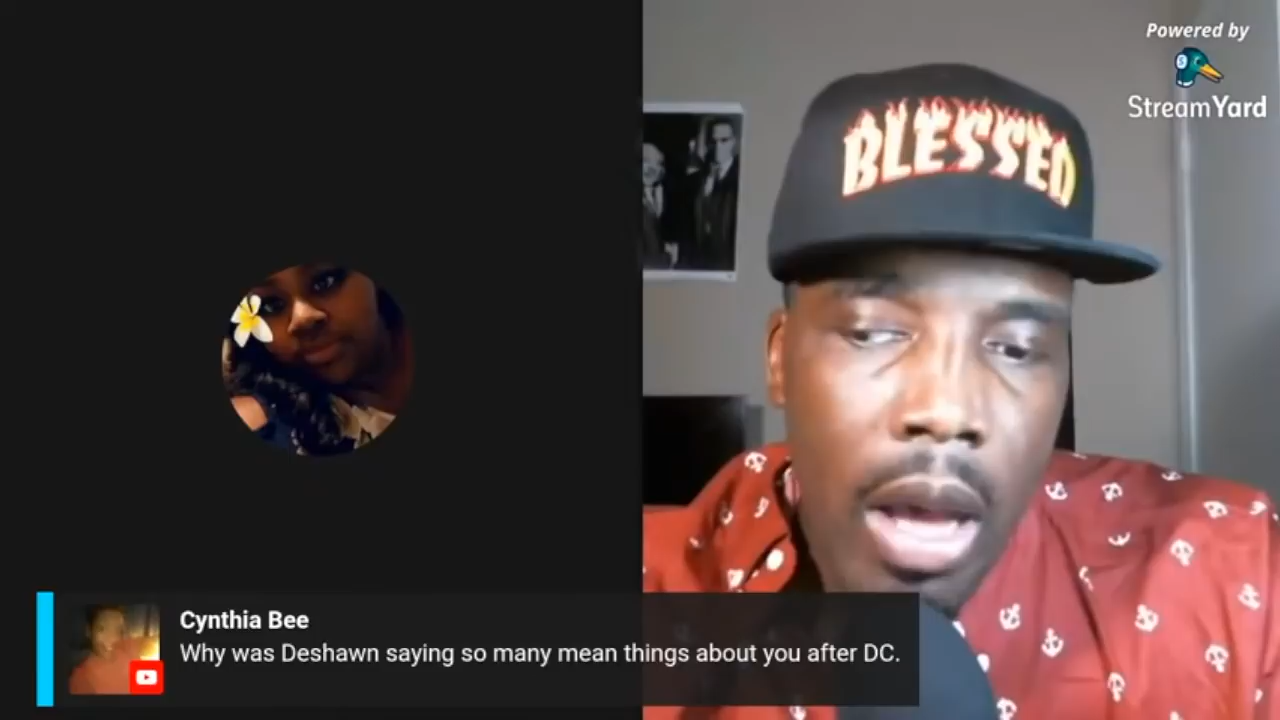 Powered by
StreamYard
BLESSED
Cynthia Bee
Why was Deshawn saying so many mean things about you after DC.